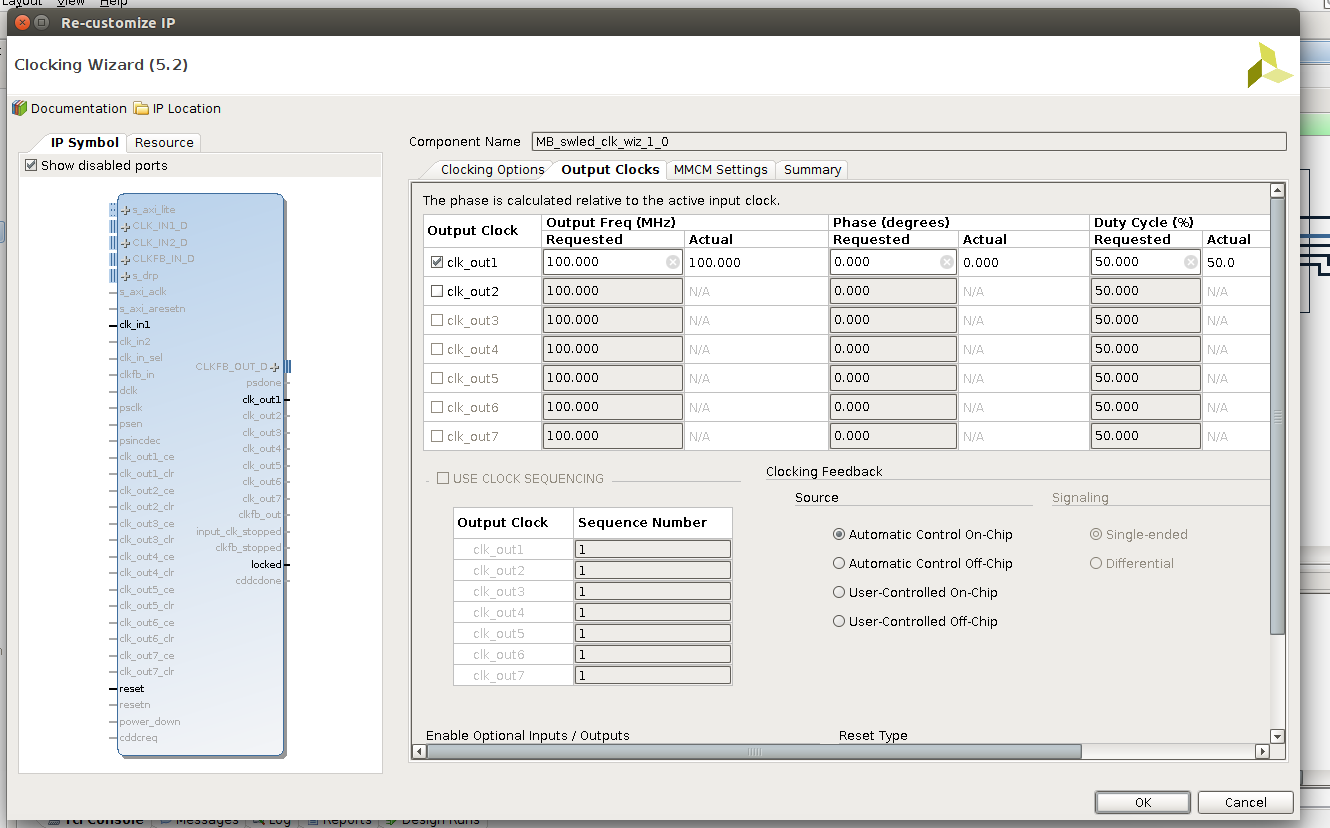 Layout View Help
Re-customize IP
Clocking Wizard (5.2)
Documentation IP Location
IP Symbol Resource
Show disabled ports
s_axi_lite
CLK_IN1_D
CLK_IN2_D
CLKFB_IN_D
s_drp
s_axi_aclk
s_axi_aresetn
clk_in1
clk_in2
clk_in_sel
clkfb_in
dclk
psclk
psen
psincdec
clk_out1_ce
clk_out1_clr
clk_out2_ce
clk_out2_clr
clk_out3_ce
clk_out3_clr
clk_out4_ce
clk_out4_clr
clk_out5_ce
clk_out5_clr
clk_out6_ce
clk_out6_clr
clk_out7_ce
clk_out7_clr
reset
resetn
power_down
cddcreq
CLKFB_OUT_D
psdone
clk_out1
clk_out2
clk_out3
clk_out4
clk_out5
clk_out6
clk_out7
clkfb_out
input_clk_stopped
clkfb_stopped
locked
cddcdone
Component Name MB_swled_clk_wiz_1_0
Clocking Options Output Clocks MMCM Settings Summary
The phase is calculated relative to the active input clock.
Output Clock Output Freq (MHz) Phase (degrees) Duty Cycle (%)
Requested Actual Requested Actual Requested Actual
clk_out1 100.000 100.000 0.000 0.000 50.000 50.0
clk_out2 100.000 N/A 0.000 N/A 50.000 N/A
clk_out3 100.000 N/A 0.000 N/A 50.000 N/A
clk_out4 100.000 N/A 0.000 N/A 50.000 N/A
clk_out5 100.000 N/A 0.000 N/A 50.000 N/A
clk_out6 100.000 N/A 0.000 N/A 50.000 N/A
clk_out7 100.000 N/A 0.000 N/A 50.000 N/A
USE CLOCK SEQUENCING
Output Clock Sequence Number
clk_out1 1
clk_out2 1
clk_out3 1
clk_out4 1
clk_out5 1
clk_out6 1
clk_out7 1
Clocking Feedback
Source Signaling
Automatic Control On-Chip Single-ended
Automatic Control Off-Chip Differential
User-Controlled On-Chip
User-Controlled Off-Chip
Enable Optional Inputs / Outputs Reset Type
OK Cancel
Tcl Console Messages Log Reports Design Runs